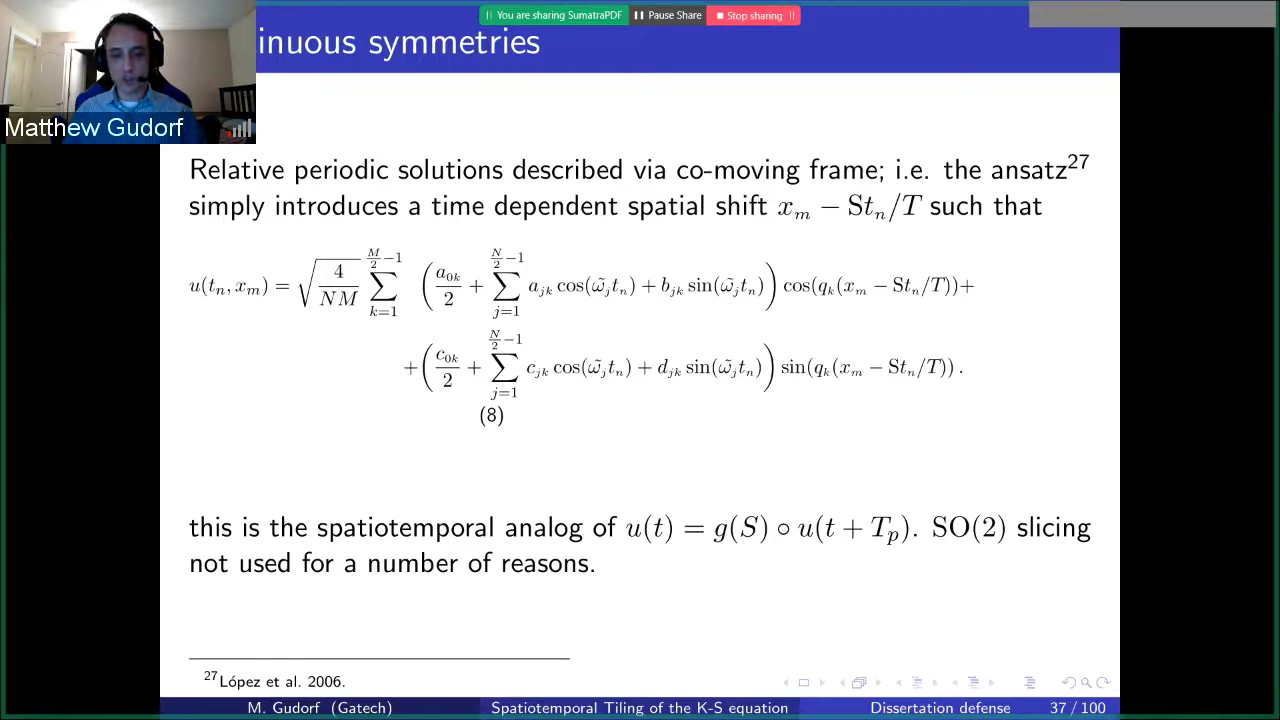 You are sharing SumatraPDF Pause Share Stop sharing
inuous symmetries
Matthew Gudorf
Relative periodic solutions described via co-moving frame; i.e. the ansatz²⁷
simply introduces a time dependent spatial shift x_m − St_n/T such that
u(t_n, x_m) = √(4/NM) ∑_{k=1}^{M/2−1} (a_{0k}/2 + ∑_{j=1}^{N/2−1} a_{jk} cos(ω̃_j t_n) + b_{jk} sin(ω̃_j t_n)) cos(q_k(x_m − St_n/T))+
+(c_{0k}/2 + ∑_{j=1}^{N/2−1} c_{jk} cos(ω̃_j t_n) + d_{jk} sin(ω̃_j t_n)) sin(q_k(x_m − St_n/T)) .
(8)
this is the spatiotemporal analog of u(t) = g(S) ∘ u(t + T_p). SO(2) slicing
not used for a number of reasons.
²⁷López et al. 2006.
M. Gudorf (Gatech) Spatiotemporal Tiling of the K-S equation Dissertation defense 37 / 100